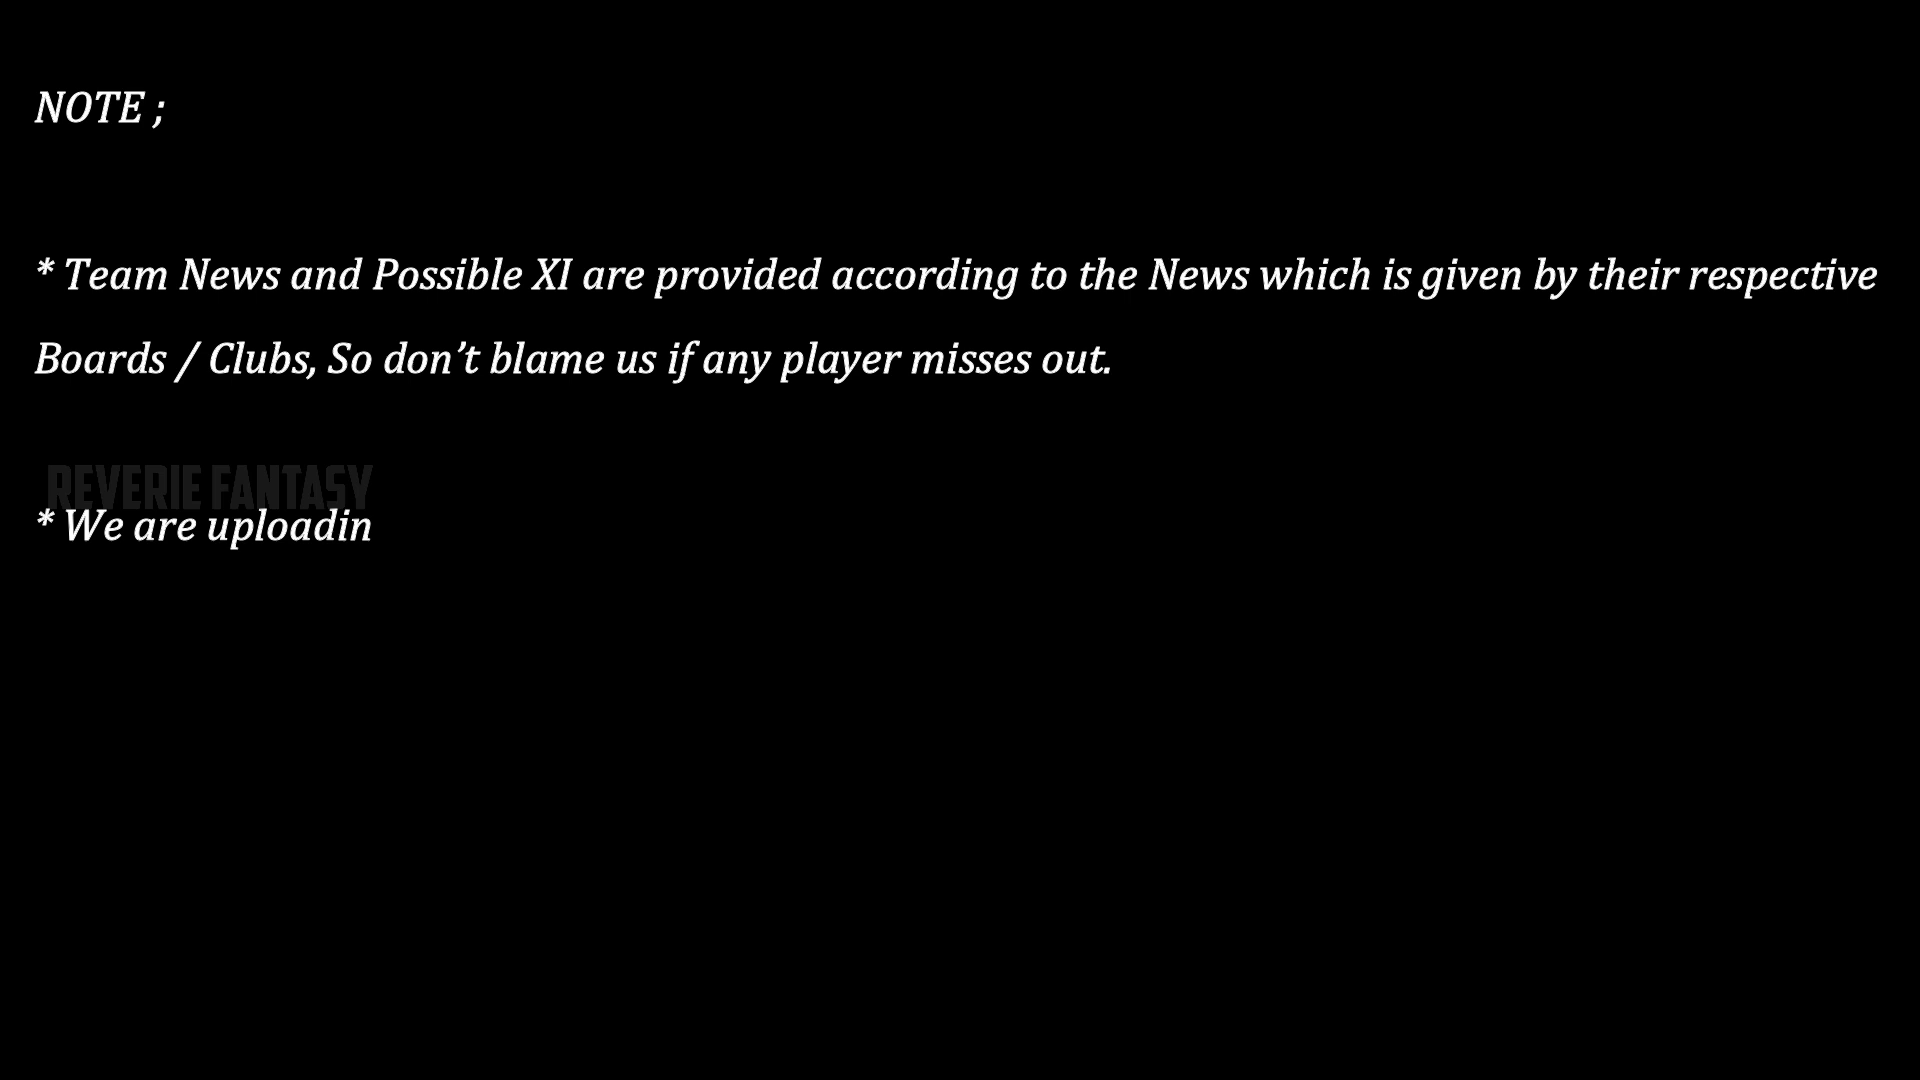 NOTE ;
* Team News and Possible XI are provided according to the News which is given by their respective
Boards / Clubs, So don’t blame us if any player misses out.
REVERIE FANTASY
* We are uploadin